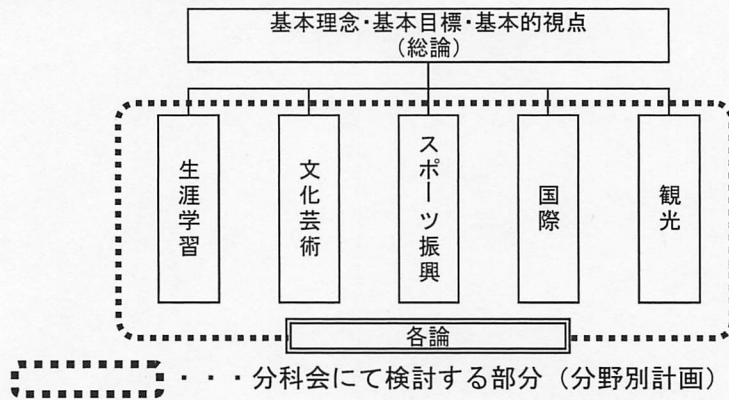 基本理念・基本目標・基本的視点
（総論）
生涯学習
文化芸術
スポーツ振興
国際
観光
各論
・・・分科会にて検討する部分（分野別計画）